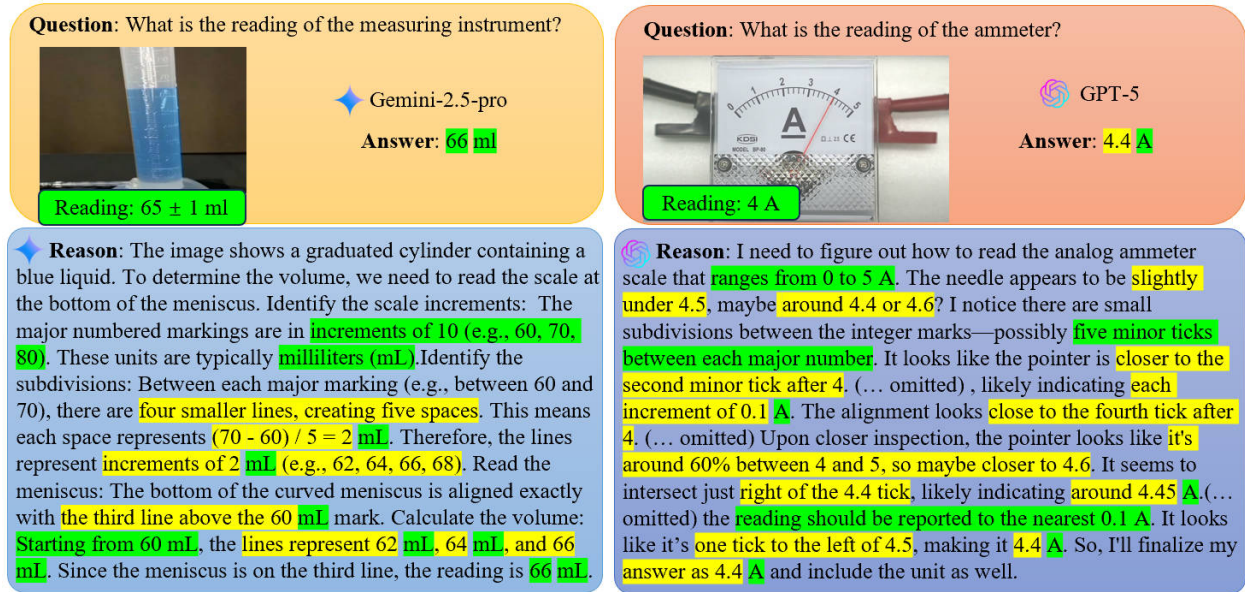 Question: What is the reading of the measuring instrument?
Gemini-2.5-pro
Answer: 66 ml
Reading: 65 ± 1 ml
Reason: The image shows a graduated cylinder containing a
blue liquid. To determine the volume, we need to read the scale at
the bottom of the meniscus. Identify the scale increments: The
major numbered markings are in increments of 10 (e.g., 60, 70,
80). These units are typically milliliters (mL).Identify the
subdivisions: Between each major marking (e.g., between 60 and
70), there are four smaller lines, creating five spaces. This means
each space represents (70 - 60) / 5 = 2 mL. Therefore, the lines
represent increments of 2 mL (e.g., 62, 64, 66, 68). Read the
meniscus: The bottom of the curved meniscus is aligned exactly
with the third line above the 60 mL mark. Calculate the volume:
Starting from 60 mL, the lines represent 62 mL, 64 mL, and 66
mL. Since the meniscus is on the third line, the reading is 66 mL.
Question: What is the reading of the ammeter?
0 1 2 3 4 5
A
KDSI
CE
MODEL BP-80
GPT-5
Answer: 4.4 A
Reading: 4 A
Reason: I need to figure out how to read the analog ammeter
scale that ranges from 0 to 5 A. The needle appears to be slightly
under 4.5, maybe around 4.4 or 4.6? I notice there are small
subdivisions between the integer marks—possibly five minor ticks
between each major number. It looks like the pointer is closer to the
second minor tick after 4. (… omitted) , likely indicating each
increment of 0.1 A. The alignment looks close to the fourth tick after
4. (… omitted) Upon closer inspection, the pointer looks like it's
around 60% between 4 and 5, so maybe closer to 4.6. It seems to
intersect just right of the 4.4 tick, likely indicating around 4.45 A.(…
omitted) the reading should be reported to the nearest 0.1 A. It looks
like it's one tick to the left of 4.5, making it 4.4 A. So, I'll finalize my
answer as 4.4 A and include the unit as well.